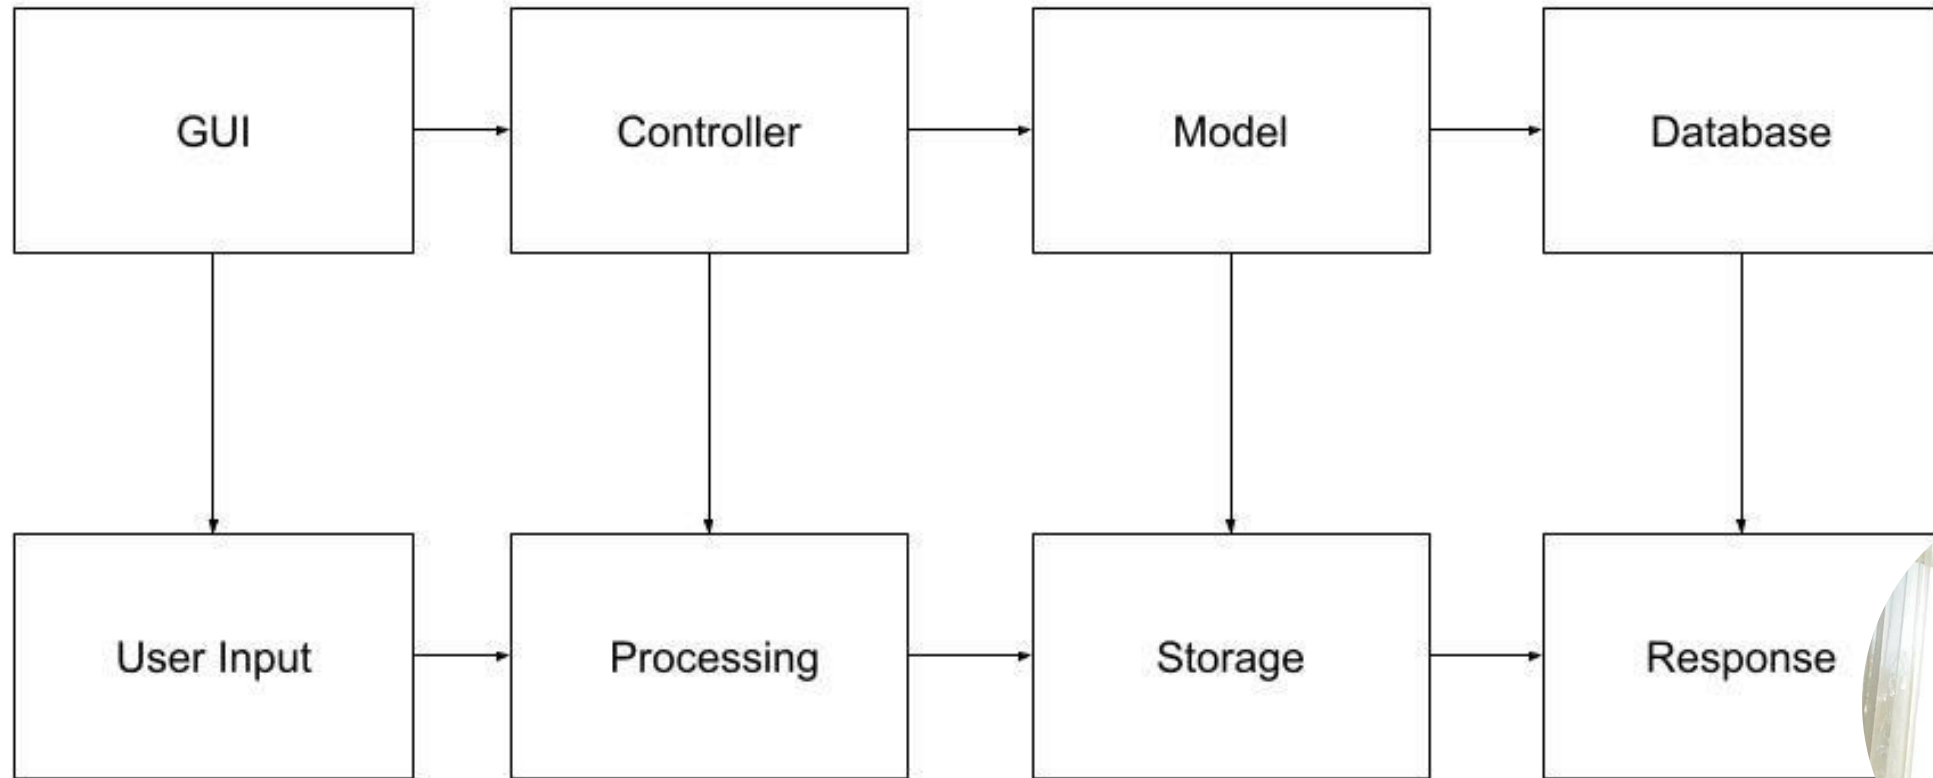 GUI
Controller
Model
Database
User Input
Processing
Storage
Response